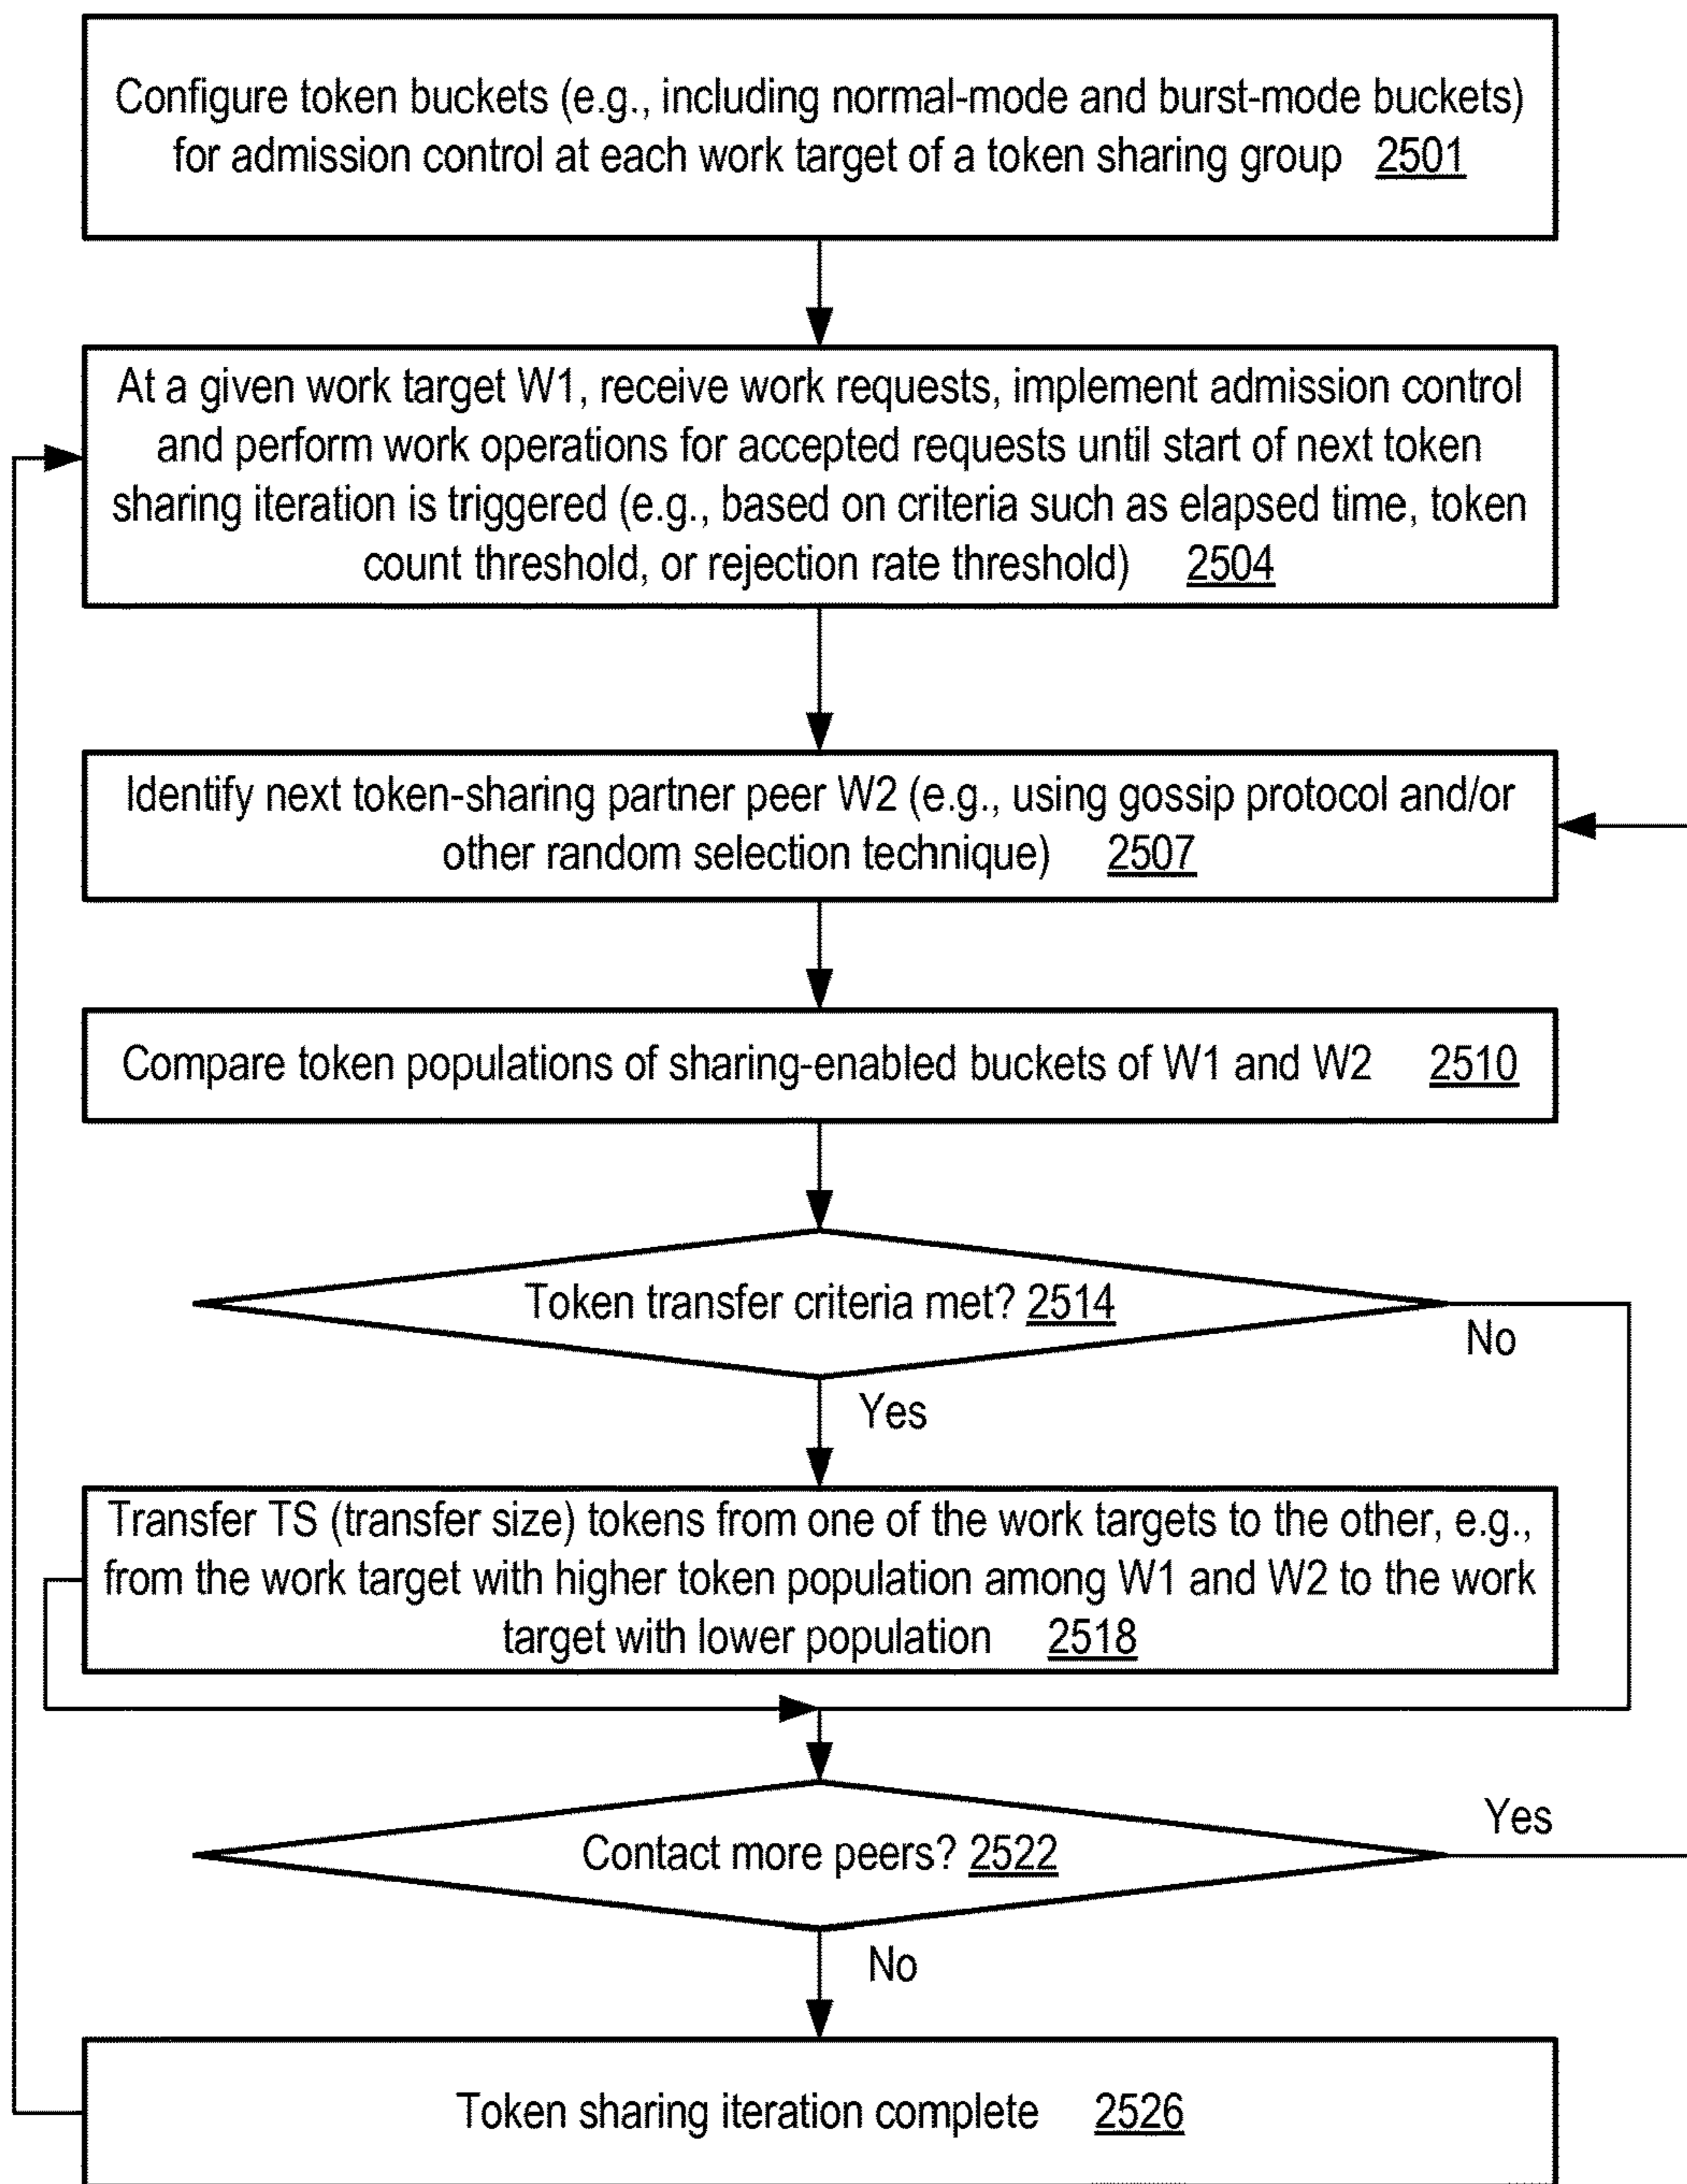 Configure token buckets (e.g., including normal-mode and burst-mode buckets)
for admission control at each work target of a token sharing group 2501
At a given work target W1, receive work requests, implement admission control
and perform work operations for accepted requests until start of next token
sharing iteration is triggered (e.g., based on criteria such as elapsed time, token
count threshold, or rejection rate threshold) 2504
Identify next token-sharing partner peer W2 (e.g., using gossip protocol and/or
other random selection technique) 2507
Compare token populations of sharing-enabled buckets of W1 and W2 2510
Token transfer criteria met? 2514
No
Yes
Transfer TS (transfer size) tokens from one of the work targets to the other, e.g.,
from the work target with higher token population among W1 and W2 to the work
target with lower population 2518
Yes
Contact more peers? 2522
No
Token sharing iteration complete 2526